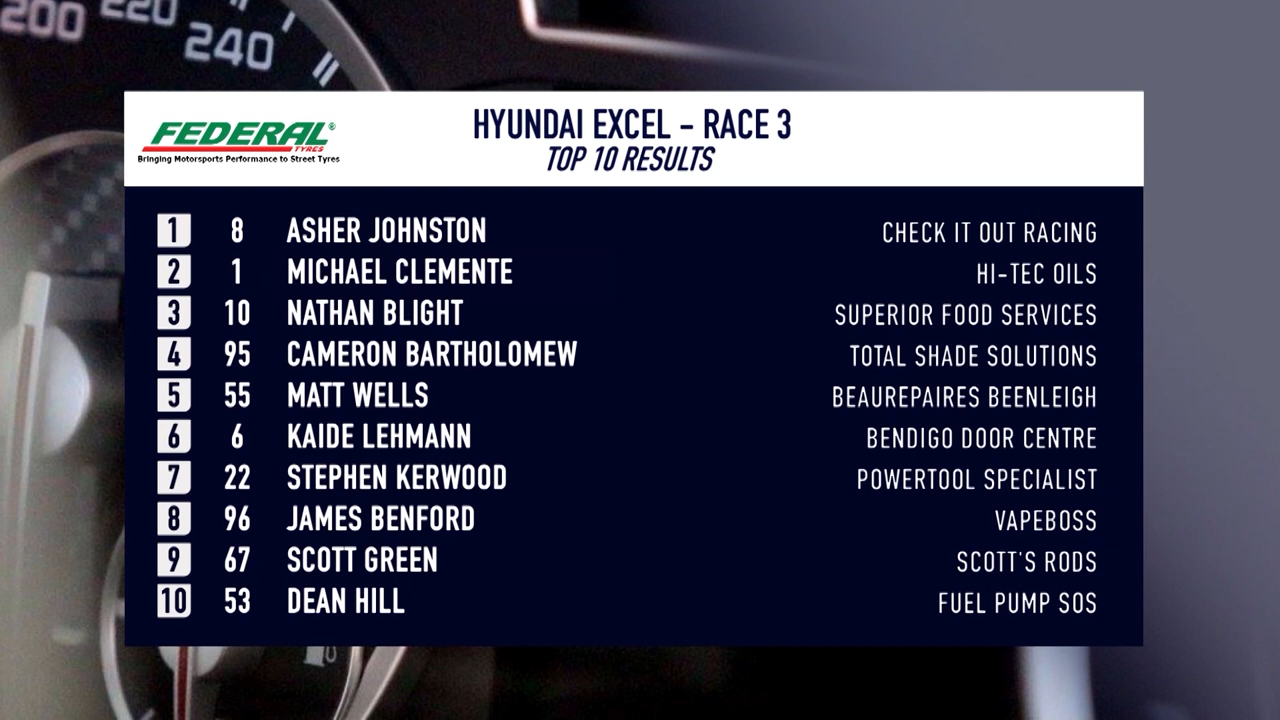 200 220 240
FEDERAL®
TYRES
Bringing Motorsports Performance to Street Tyres
HYUNDAI EXCEL - RACE 3
TOP 10 RESULTS
1 8 ASHER JOHNSTON CHECK IT OUT RACING
2 1 MICHAEL CLEMENTE HI-TEC OILS
3 10 NATHAN BLIGHT SUPERIOR FOOD SERVICES
4 95 CAMERON BARTHOLOMEW TOTAL SHADE SOLUTIONS
5 55 MATT WELLS BEAUREPAIRES BEENLEIGH
6 6 KAIDE LEHMANN BENDIGO DOOR CENTRE
7 22 STEPHEN KERWOOD POWERTOOL SPECIALIST
8 96 JAMES BENFORD VAPEBOSS
9 67 SCOTT GREEN SCOTT'S RODS
10 53 DEAN HILL FUEL PUMP SOS